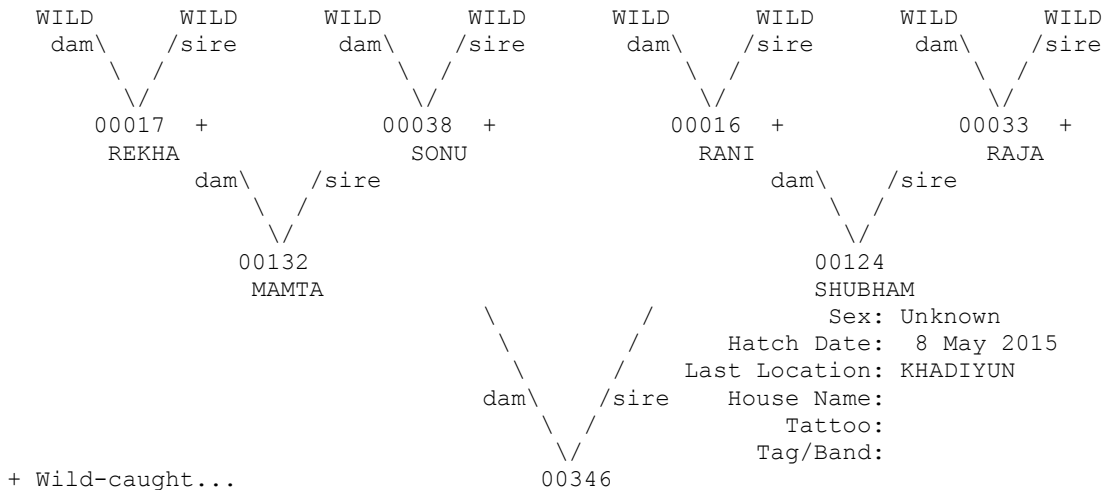 WILD WILD WILD WILD WILD WILD WILD WILD
dam\ /sire dam\ /sire dam\ /sire dam\ /sire
\ / \ / \ / \ /
\/ \/ \/ \/
00017 + 00038 + 00016 + 00033 +
REKHA SONU RANI RAJA
dam\ /sire dam\ /sire
\ / \ /
\/ \/
00132 00124
MAMTA SHUBHAM
\ / Sex: Unknown
\ / Hatch Date: 8 May 2015
\ / Last Location: KHADIYUN
dam\ /sire House Name:
\ / Tattoo:
\/ Tag/Band:
+ Wild-caught... 00346